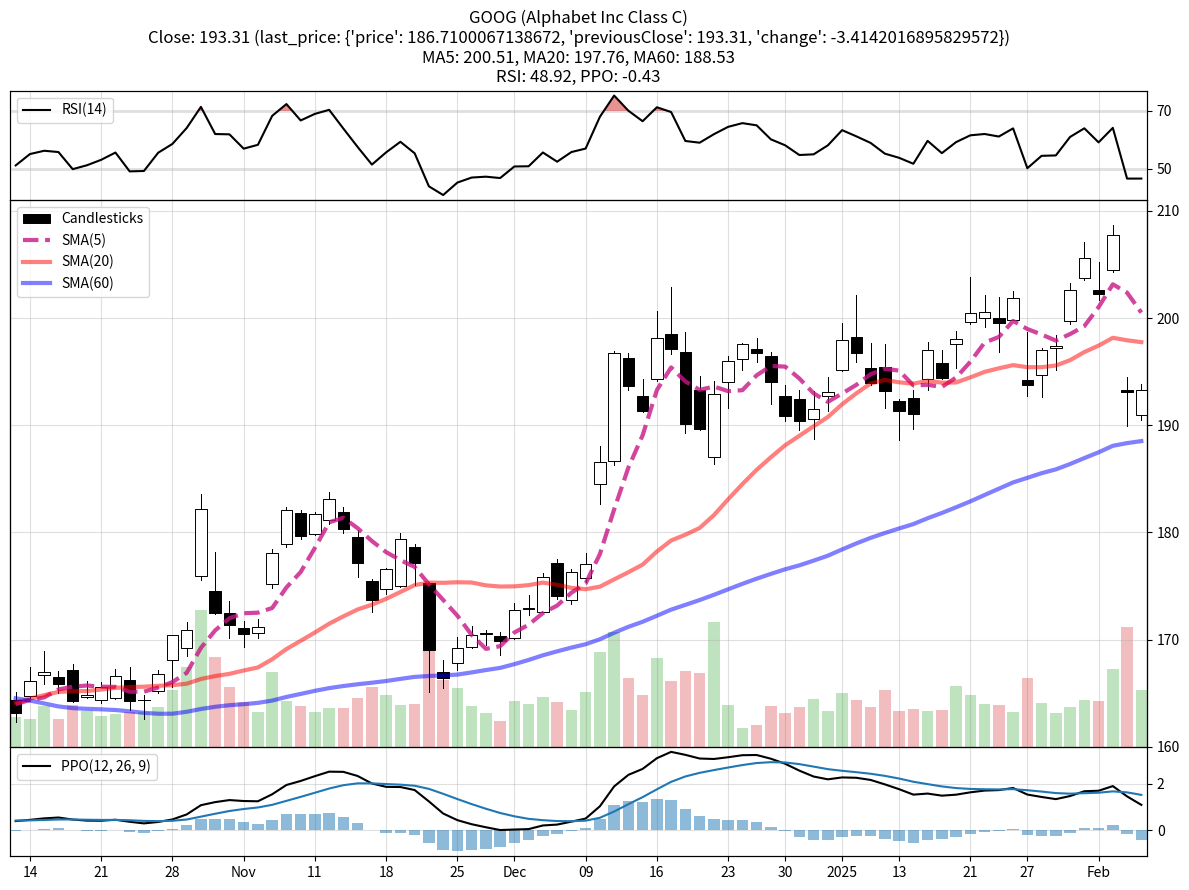 GOOG (Alphabet Inc Class C)
Close: 193.31 (last_price: {'price': 186.7100067138672, 'previousClose': 193.31, 'change': -3.4142016895829572})
MA5: 200.51, MA20: 197.76, MA60: 188.53
RSI: 48.92, PPO: -0.43
RSI(14)
70
50
Candlesticks
SMA(5)
SMA(20)
SMA(60)
210
200
190
180
170
160
PPO(12, 26, 9)
2
0
14 21 28 Nov 11 18 25 Dec 09 16 23 30 2025 13 21 27 Feb